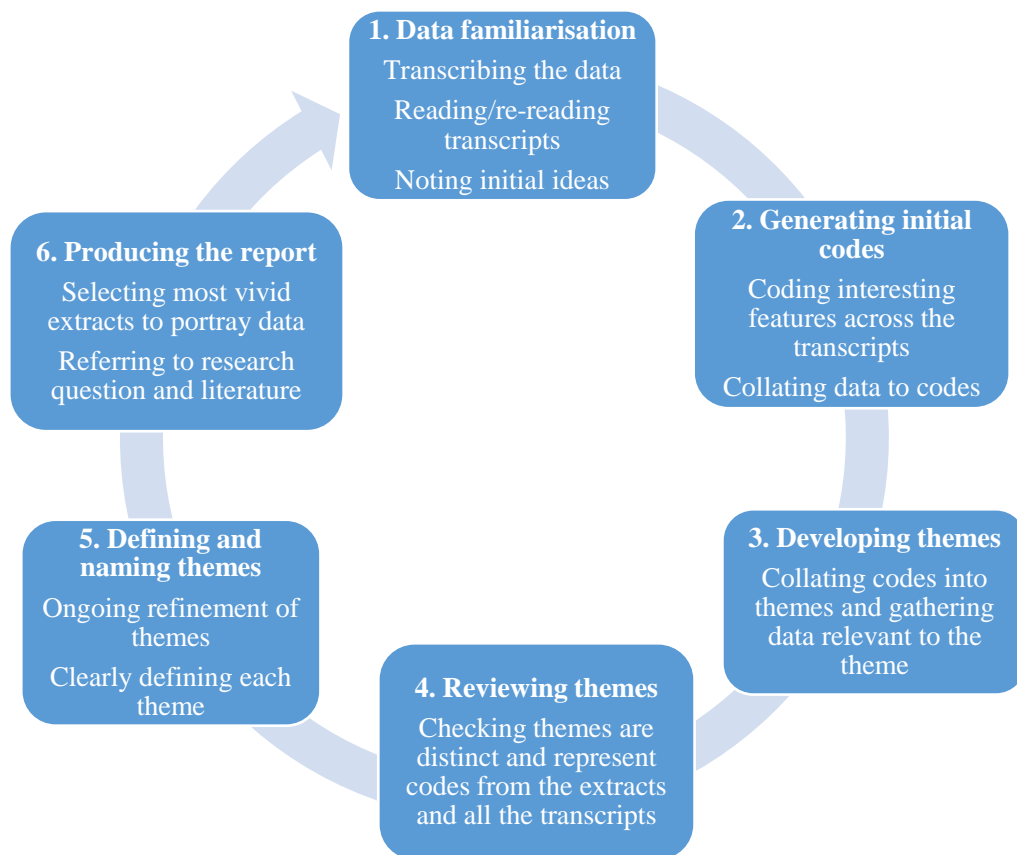 1. Data familiarisation
Transcribing the data
Reading/re-reading
transcripts
Noting initial ideas
2. Generating initial
codes
Coding interesting
features across the
transcripts
Collating data to codes
3. Developing themes
Collating codes into
themes and gathering
data relevant to the
theme
4. Reviewing themes
Checking themes are
distinct and represent
codes from the extracts
and all the transcripts
5. Defining and
naming themes
Ongoing refinement of
themes
Clearly defining each
theme
6. Producing the report
Selecting most vivid
extracts to portray data
Referring to research
question and literature